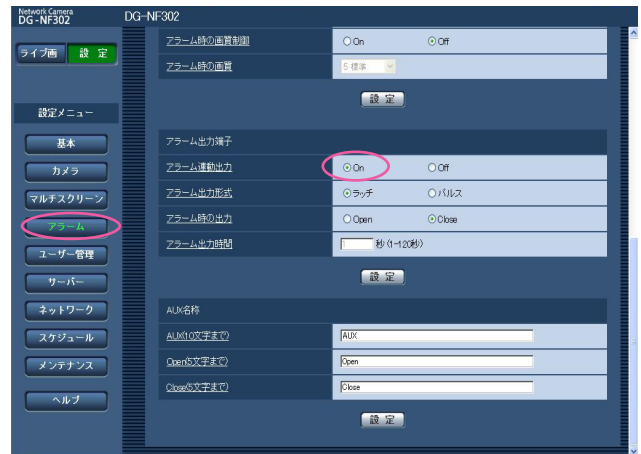 Network Camera
DG-NF302
DG-NF302
ライブ画 設 定
設定メニュー
基本
カメラ
マルチスクリーン
アラーム
ユーザー管理
サーバー
ネットワーク
スケジュール
メンテナンス
ヘルプ
アラーム時の画質制御 On Off
アラーム時の画質 5 標準
設 定
アラーム出力端子
アラーム連動出力 On Off
アラーム出力形式 ラッチ パルス
アラーム時の出力 Open Close
アラーム出力時間 1 秒 (1-120秒)
設 定
AUX名称
AUX(10文字まで) AUX
Open(5文字まで) Open
Close(5文字まで) Close
設 定